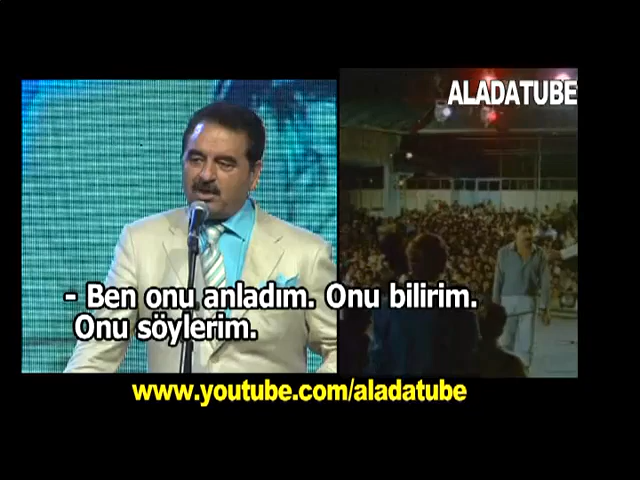 ALADATUBE
- Ben onu anladım. Onu bilirim.
Onu söylerim.
www.youtube.com/aladatube